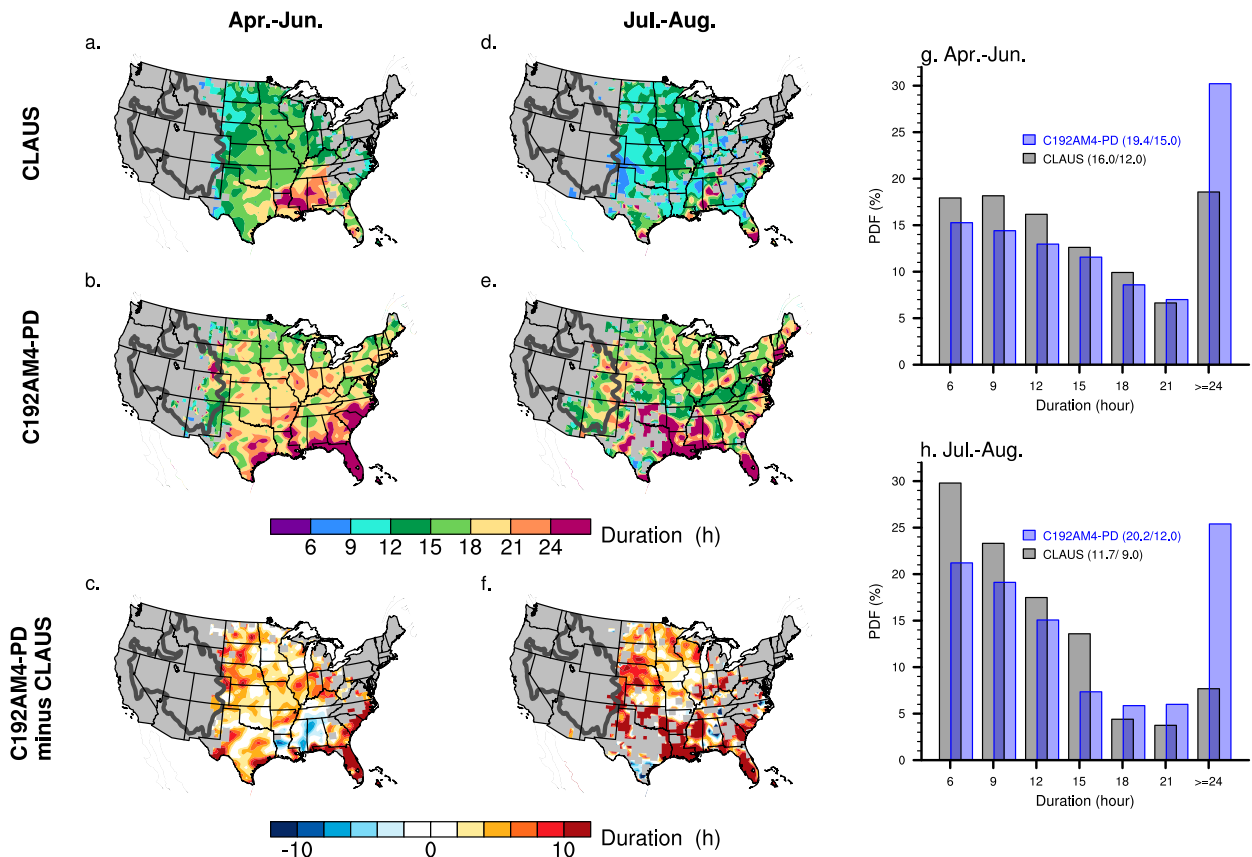 Apr.-Jun.
Jul.-Aug.
CLAUS
a.
d.
C192AM4-PD
b.
e.
6 9 12 15 18 21 24
Duration (h)
C192AM4-PD
minus CLAUS
c.
f.
-10 0 10
Duration (h)
g. Apr.-Jun.
PDF (%)
30
25
20
15
10
5
0
C192AM4-PD (19.4/15.0)
CLAUS (16.0/12.0)
6 9 12 15 18 21 >=24
Duration (hour)
h. Jul.-Aug.
PDF (%)
30
25
20
15
10
5
0
C192AM4-PD (20.2/12.0)
CLAUS (11.7/ 9.0)
6 9 12 15 18 21 >=24
Duration (hour)